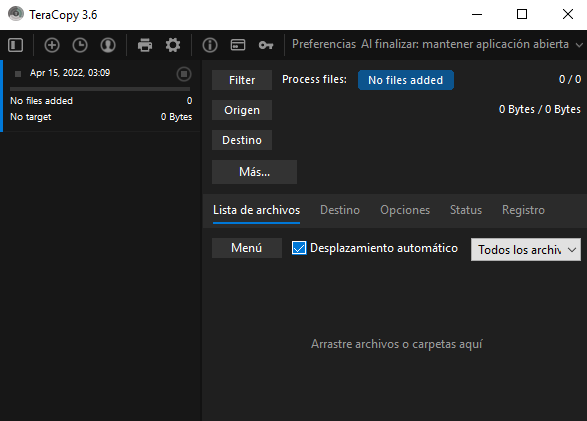 TeraCopy 3.6
Preferencias Al finalizar: mantener aplicación abierta
Apr 15, 2022, 03:09
No files added 0
No target 0 Bytes
Filter Process files: No files added 0 / 0
Origen 0 Bytes / 0 Bytes
Destino
Más...
Lista de archivos Destino Opciones Status Registro
Menú Desplazamiento automático Todos los archiv
Arrastre archivos o carpetas aquí